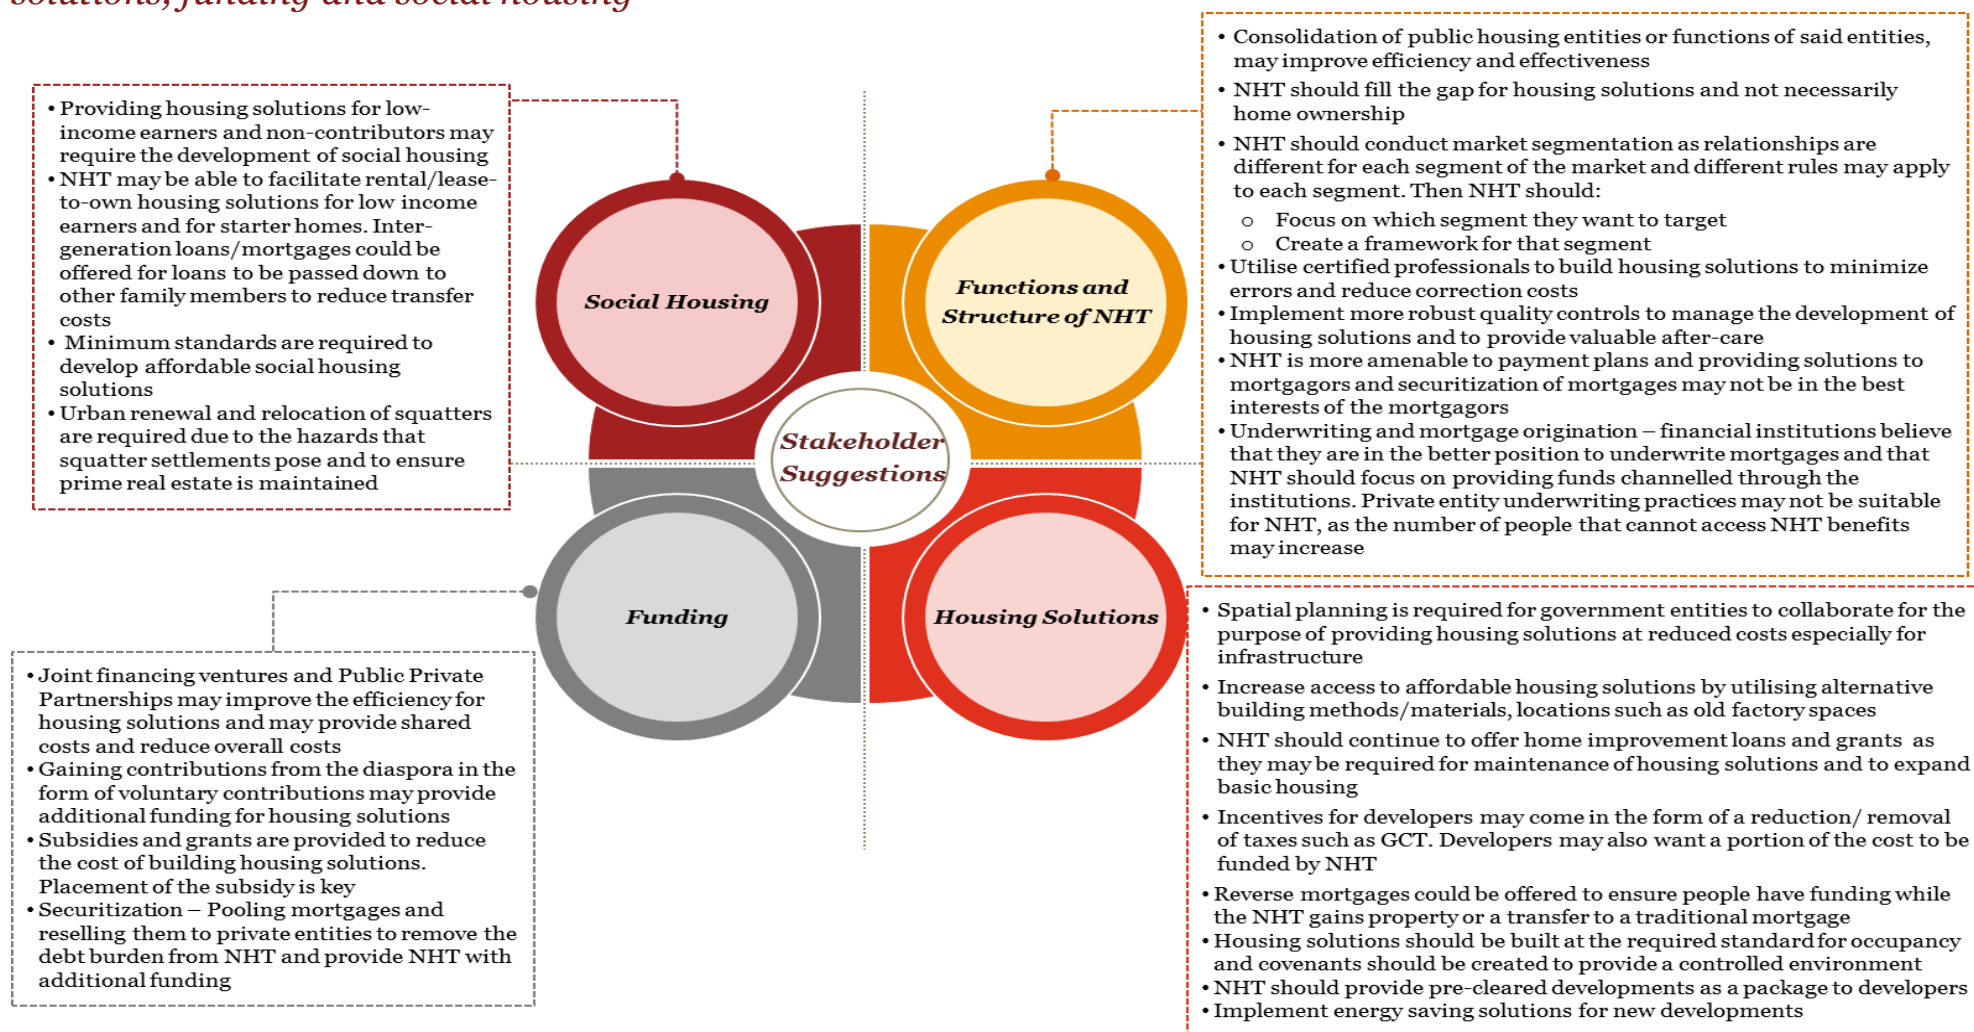 solutions, funding and social housing
• Providing housing solutions for low-
income earners and non-contributors may
require the development of social housing
• NHT may be able to facilitate rental/lease-
to-own housing solutions for low income
earners and for starter homes. Inter-
generation loans/mortgages could be
offered for loans to be passed down to
other family members to reduce transfer
costs
• Minimum standards are required to
develop affordable social housing
solutions
• Urban renewal and relocation of squatters
are required due to the hazards that
squatter settlements pose and to ensure
prime real estate is maintained
• Consolidation of public housing entities or functions of said entities,
may improve efficiency and effectiveness
• NHT should fill the gap for housing solutions and not necessarily
home ownership
• NHT should conduct market segmentation as relationships are
different for each segment of the market and different rules may apply
to each segment. Then NHT should:
o Focus on which segment they want to target
o Create a framework for that segment
• Utilise certified professionals to build housing solutions to minimize
errors and reduce correction costs
• Implement more robust quality controls to manage the development of
housing solutions and to provide valuable after-care
• NHT is more amenable to payment plans and providing solutions to
mortgagors and securitization of mortgages may not be in the best
interests of the mortgagors
• Underwriting and mortgage origination – financial institutions believe
that they are in the better position to underwrite mortgages and that
NHT should focus on providing funds channelled through the
institutions. Private entity underwriting practices may not be suitable
for NHT, as the number of people that cannot access NHT benefits
may increase
Social Housing
Functions and
Structure of NHT
Stakeholder
Suggestions
Funding
Housing Solutions
• Joint financing ventures and Public Private
Partnerships may improve the efficiency for
housing solutions and may provide shared
costs and reduce overall costs
• Gaining contributions from the diaspora in the
form of voluntary contributions may provide
additional funding for housing solutions
• Subsidies and grants are provided to reduce
the cost of building housing solutions.
Placement of the subsidy is key
• Securitization – Pooling mortgages and
reselling them to private entities to remove the
debt burden from NHT and provide NHT with
additional funding
• Spatial planning is required for government entities to collaborate for the
purpose of providing housing solutions at reduced costs especially for
infrastructure
• Increase access to affordable housing solutions by utilising alternative
building methods/materials, locations such as old factory spaces
• NHT should continue to offer home improvement loans and grants as
they may be required for maintenance of housing solutions and to expand
basic housing
• Incentives for developers may come in the form of a reduction/ removal
of taxes such as GCT. Developers may also want a portion of the cost to be
funded by NHT
• Reverse mortgages could be offered to ensure people have funding while
the NHT gains property or a transfer to a traditional mortgage
• Housing solutions should be built at the required standard for occupancy
and covenants should be created to provide a controlled environment
• NHT should provide pre-cleared developments as a package to developers
• Implement energy saving solutions for new developments